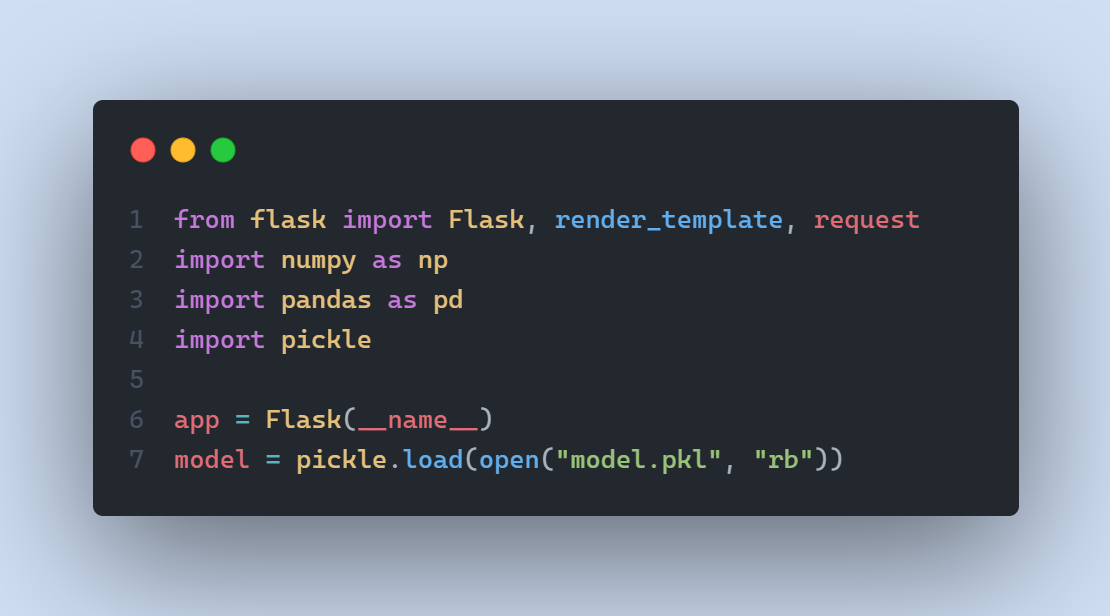 1 from flask import Flask, render_template, request
2 import numpy as np
3 import pandas as pd
4 import pickle
5
6 app = Flask(__name__)
7 model = pickle.load(open("model.pkl", "rb"))